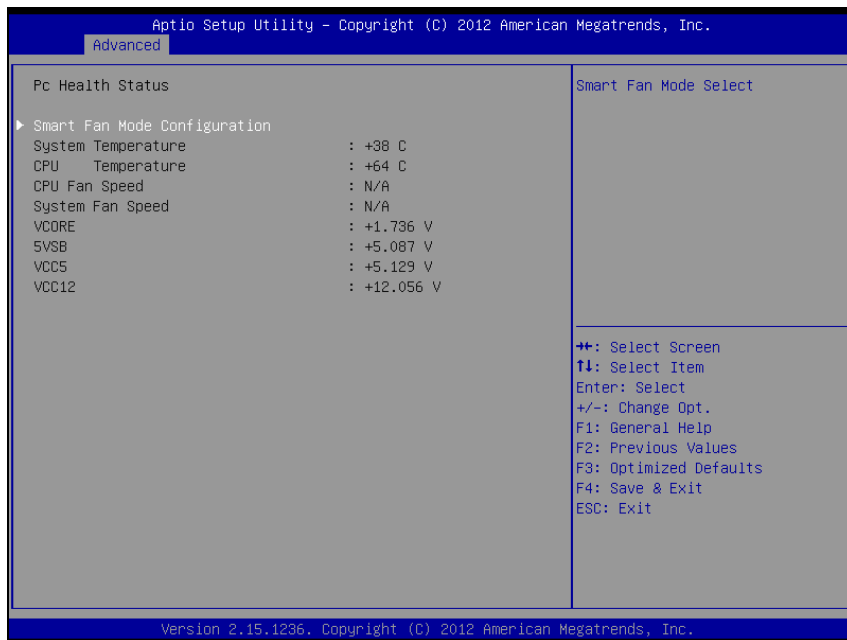 Aptio Setup Utility – Copyright (C) 2012 American Megatrends, Inc.
Advanced
Pc Health Status
Smart Fan Mode Configuration
System Temperature : +38 C
CPU Temperature : +64 C
CPU Fan Speed : N/A
System Fan Speed : N/A
VCORE : +1.736 V
5VSB : +5.087 V
VCC5 : +5.129 V
VCC12 : +12.056 V
Smart Fan Mode Select
→←: Select Screen
↑↓: Select Item
Enter: Select
+/-: Change Opt.
F1: General Help
F2: Previous Values
F3: Optimized Defaults
F4: Save & Exit
ESC: Exit
Version 2.15.1236. Copyright (C) 2012 American Megatrends, Inc.